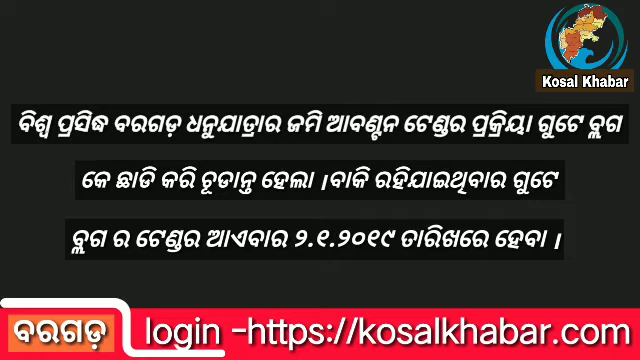 Kosal Khabar
ବିଶ୍ୱ ପ୍ରସିଦ୍ଧ ବରଗଡ଼ ଧନୁଯାତ୍ରାର ଜମି ଆବଣ୍ଟନ ଟେଣ୍ଡର ପ୍ରକ୍ରିୟା ଗୁଟେ ବ୍ଲଗ
କେ ଛାଡି କରି ଚୂଡାନ୍ତ ହେଲା ।ବାକି ରହିଯାଇଥିବାର ଗୁଟେ
ବ୍ଲଗ ର ଟେଣ୍ଡର ଆଏବାର ୨.୧.୨୦୧୯ ତାରିଖରେ ହେବା ।
ବରଗଡ଼ login -https://kosalkhabar.com